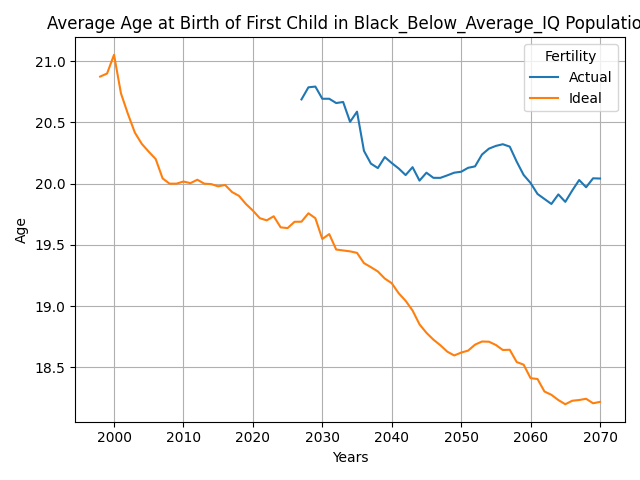 Average Age at Birth of First Child in Black_Below_Average_IQ Populatio
Fertility
Actual
Ideal
21.0
20.5
20.0
19.5
19.0
18.5
Age
2000
2010
2020
2030
2040
2050
2060
2070
Years